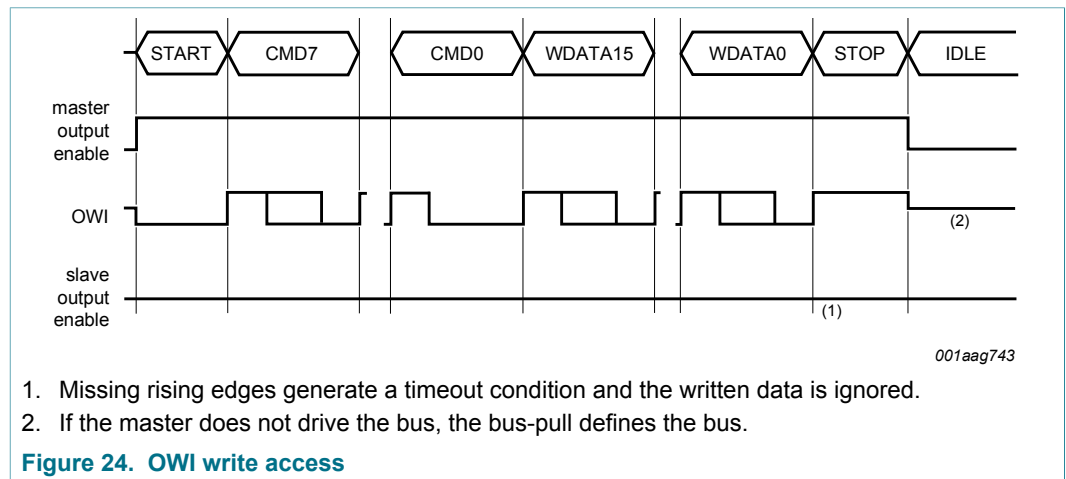 START CMD7 CMD0 WDATA15 WDATA0 STOP IDLE
master
output
enable
OWI
(2)
slave
output
enable
(1)
001aag743
1. Missing rising edges generate a timeout condition and the written data is ignored.
2. If the master does not drive the bus, the bus-pull defines the bus.
Figure 24. OWI write access